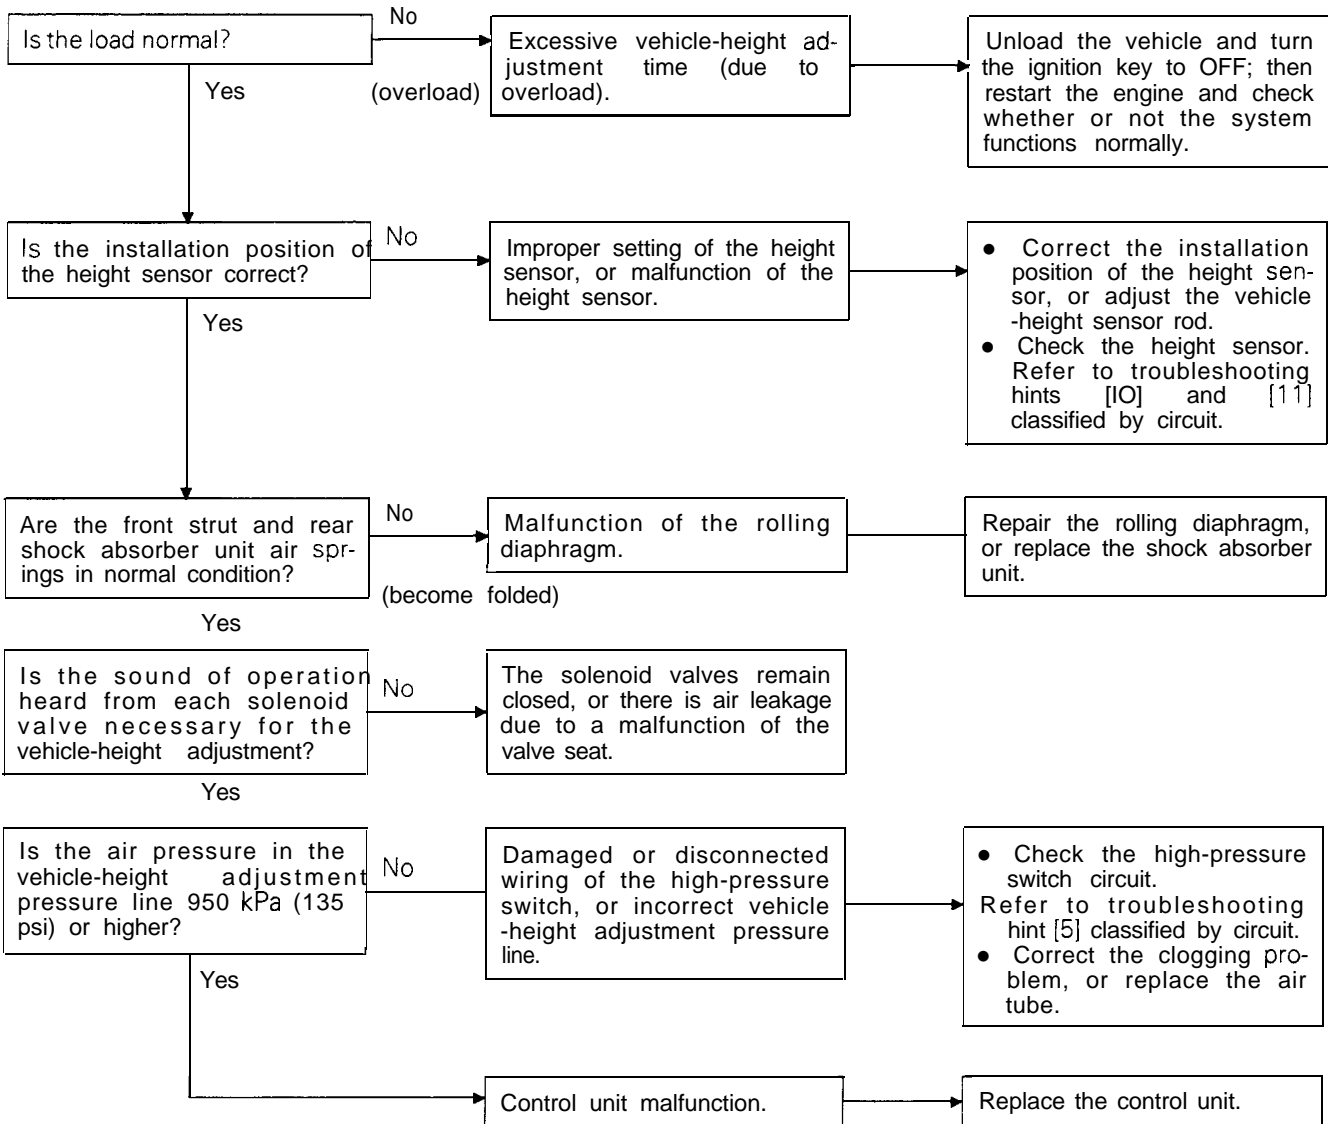 Is the load normal?
No
(overload)
Yes
Excessive vehicle-height ad-
justment time (due to
overload).
Unload the vehicle and turn
the ignition key to OFF; then
restart the engine and check
whether or not the system
functions normally.
Is the installation position of
the height sensor correct?
No
Yes
Improper setting of the height
sensor, or malfunction of the
height sensor.
● Correct the installation
position of the height sen-
sor, or adjust the vehicle
-height sensor rod.
● Check the height sensor.
Refer to troubleshooting
hints [IO] and [11]
classified by circuit.
Are the front strut and rear
shock absorber unit air spr-
ings in normal condition?
No
(become folded)
Yes
Malfunction of the rolling
diaphragm.
Repair the rolling diaphragm,
or replace the shock absorber
unit.
Is the sound of operation
heard from each solenoid
valve necessary for the
vehicle-height adjustment?
No
Yes
The solenoid valves remain
closed, or there is air leakage
due to a malfunction of the
valve seat.
Is the air pressure in the
vehicle-height adjustment
pressure line 950 kPa (135
psi) or higher?
No
Yes
Damaged or disconnected
wiring of the high-pressure
switch, or incorrect vehicle
-height adjustment pressure
line.
● Check the high-pressure
switch circuit.
Refer to troubleshooting
hint [5] classified by circuit.
● Correct the clogging pro-
blem, or replace the air
tube.
Control unit malfunction.
Replace the control unit.